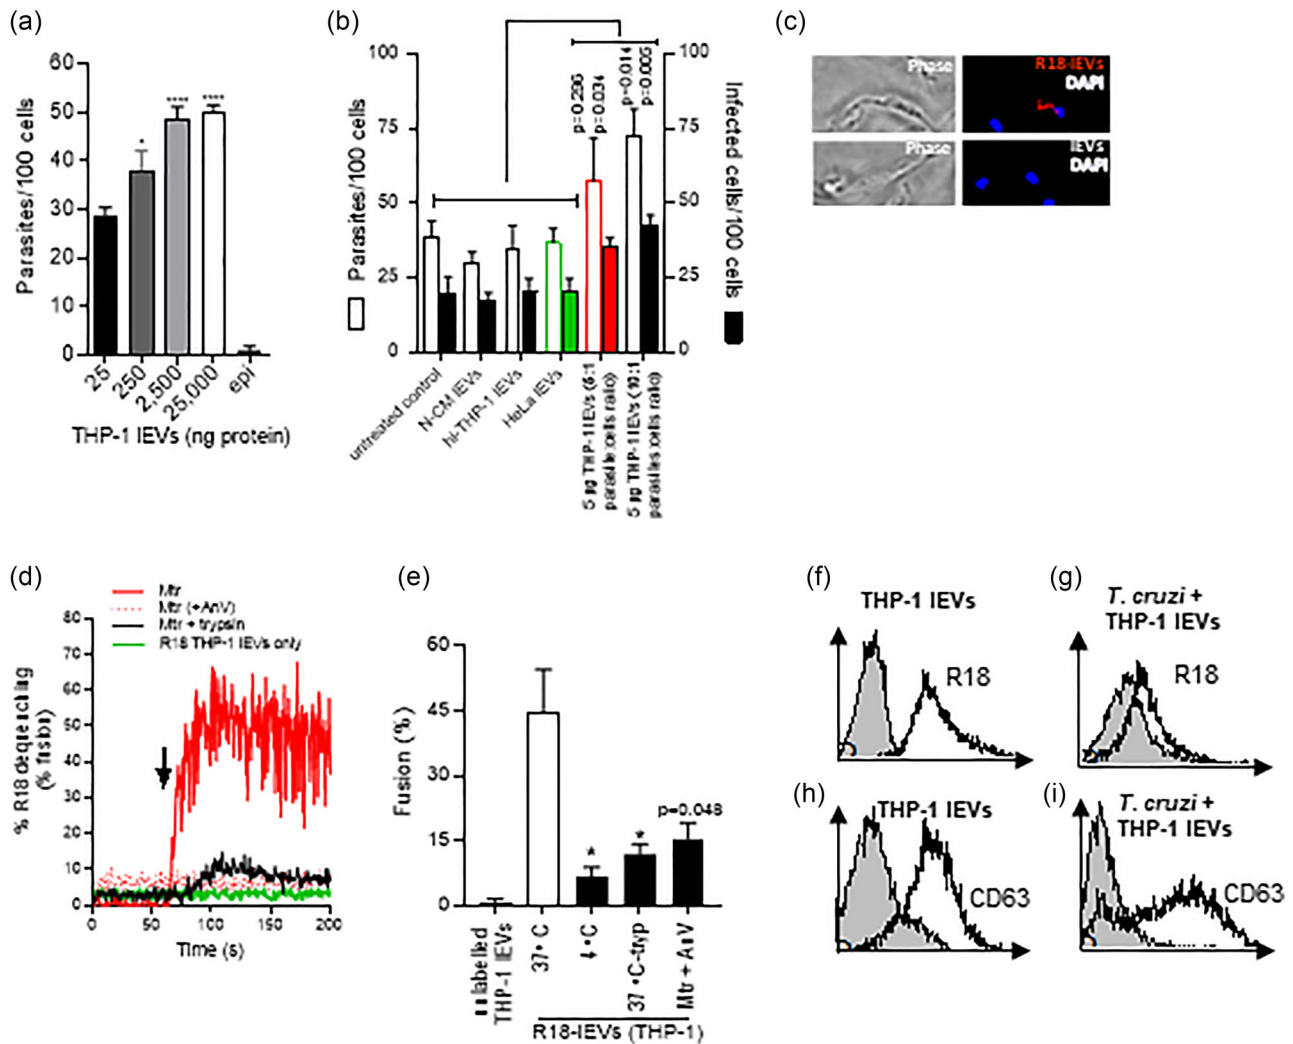 (a)
60
50
40
30
20
10
0
Parasites/100 cells
*
****
****
25
250
2,500
25,000
epi
THP-1 IEVs (ng protein)
(b)
100
75
50
25
0
Parasites/100 cells
100
75
50
25
0
Infected cells/100 cells
p=0.296
p=0.034
p=0.014
p=0.005
untreated control
N-CM IEVs
hi-THP-1 IEVs
HeLa IEVs
5 µg THP-1 IEVs (5:1
parasite:cells ratio)
5 µg THP-1 IEVs (10:1
parasites:cells ratio)
(c)
Phase
R18-IEVs
DAPI
Phase
IEVs
DAPI
(d)
Mtr
Mtr (+AnV)
Mtr + trypsin
R18 THP-1 IEVs only
80
70
60
50
40
30
20
10
0
% R18 dequenching
(% fusion)
0
50
100
150
200
Time (s)
(e)
60
45
30
15
0
Fusion (%)
*
*
p=0.048
unlabelled
THP-1 IEVs
37 °C
4 °C
37 °C-tryp
Mtr + AnV
R18-IEVs (THP-1)
(f)
THP-1 IEVs
R18
(g)
T. cruzi +
THP-1 IEVs
R18
(h)
THP-1 IEVs
CD63
(i)
T. cruzi +
THP-1 IEVs
CD63